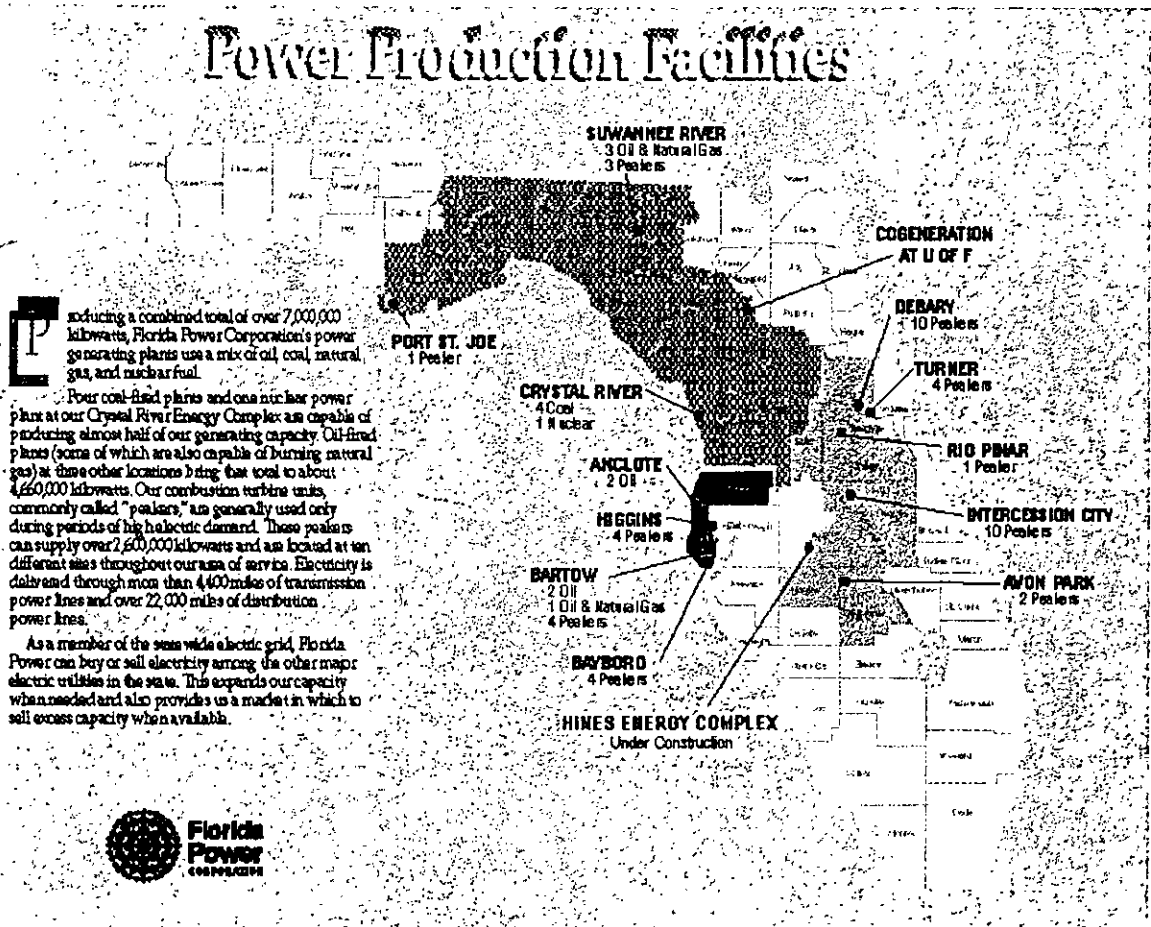 Power Production Facilities
SUWANNEE RIVER
3 Oil & Natural Gas
3 Peakers
COGENERATION
AT U OF F
DEBARY
10 Peakers
TURNER
4 Peakers
PORT ST. JOE
1 Peaker
CRYSTAL RIVER
4 Coal
1 Nuclear
RIO PINAR
1 Peaker
ANCLOTE
2 Oil
HIGGINS
4 Peakers
INTERCESSION CITY
10 Peakers
BARTOW
2 Oil
1 Oil & Natural Gas
4 Peakers
AVON PARK
2 Peakers
BAYBORO
4 Peakers
HINES ENERGY COMPLEX
Under Construction
Producing a combined total of over 7,000,000
kilowatts, Florida Power Corporation's power
generating plants use a mix of oil, coal, natural
gas, and nuclear fuel.
Four coal-fired plants and one nuclear power
plant at our Crystal River Energy Complex are capable of
producing almost half of our generating capacity. Oil-fired
plants (some of which are also capable of burning natural
gas) at three other locations bring that total to about
4,660,000 kilowatts. Our combustion turbine units,
commonly called "peakers," are generally used only
during periods of high electric demand. These peakers
can supply over 2,600,000 kilowatts and are located at ten
different sites throughout our area of service. Electricity is
delivered through more than 4,400 miles of transmission
power lines and over 22,000 miles of distribution
power lines.
As a member of the statewide electric grid, Florida
Power can buy or sell electricity among the other major
electric utilities in the state. This expands our capacity
when needed and also provides us a market in which to
sell excess capacity when available.
Florida
Power
CORPORATION